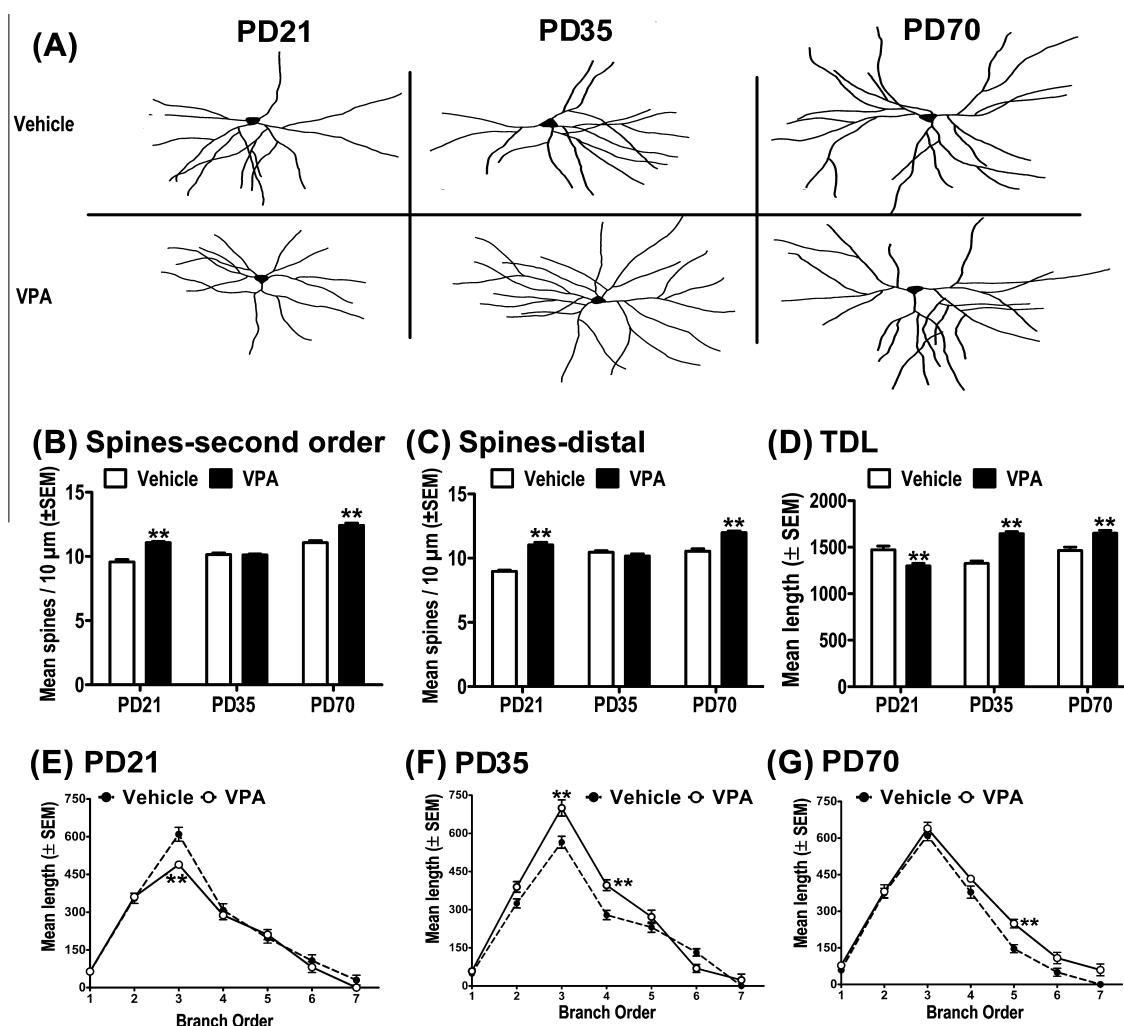 (A) PD21 PD35 PD70
Vehicle
VPA
(B) Spines-second order
Vehicle VPA
Mean spines / 10 µm (±SEM)
15
10
5
0
** **
PD21 PD35 PD70
(C) Spines-distal
Vehicle VPA
Mean spines / 10 µm (±SEM)
15
10
5
0
** **
PD21 PD35 PD70
(D) TDL
Vehicle VPA
Mean length (± SEM)
2000
1500
1000
500
0
** ** **
PD21 PD35 PD70
(E) PD21
Vehicle VPA
Mean length (± SEM)
750
600
450
300
150
0
**
1 2 3 4 5 6 7
Branch Order
(F) PD35
Vehicle VPA
Mean length (± SEM)
750
600
450
300
150
0
**
**
1 2 3 4 5 6 7
Branch Order
(G) PD70
Vehicle VPA
Mean length (± SEM)
750
600
450
300
150
0
**
1 2 3 4 5 6 7
Branch Order